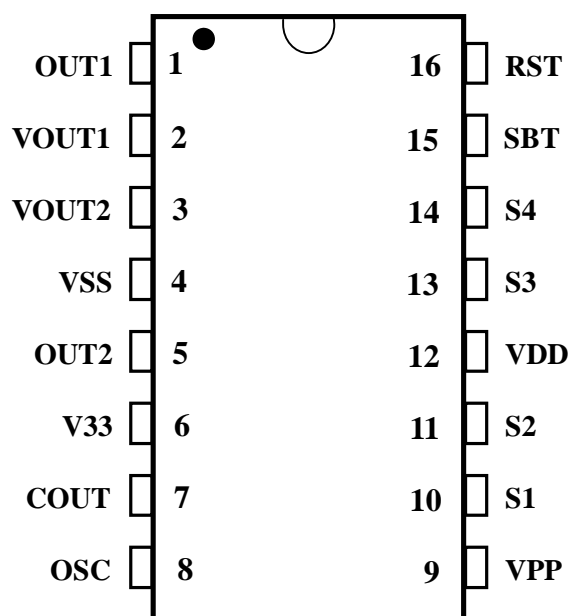 OUT1 1 16 RST
VOUT1 2 15 SBT
VOUT2 3 14 S4
VSS 4 13 S3
OUT2 5 12 VDD
V33 6 11 S2
COUT 7 10 S1
OSC 8 9 VPP